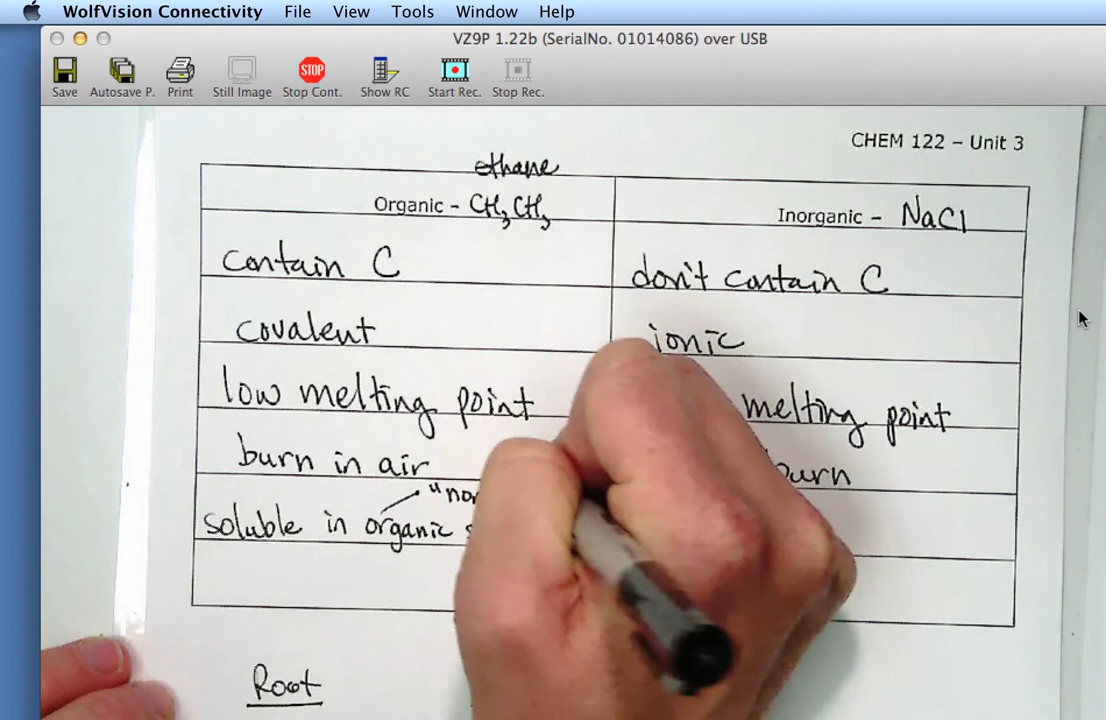 WolfVision Connectivity File View Tools Window Help
VZ9P 1.22b (SerialNo. 01014086) over USB
Save Autosave P. Print Still Image Stop Cont. Show RC Start Rec. Stop Rec.
STOP
CHEM 122 – Unit 3
ethane
Organic - CH3CH3
Inorganic - NaCl
contain C
don't contain C
covalent
ionic
low melting point
melting point
burn in air
burn
soluble in organic
Root